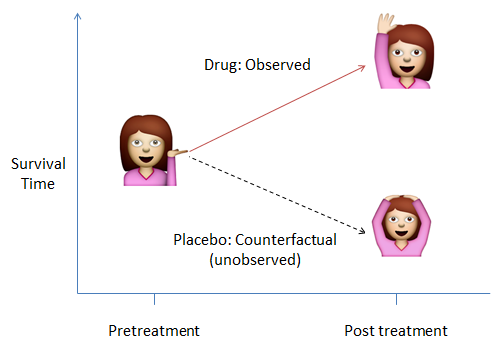 Drug: Observed
Survival
Time
Placebo: Counterfactual
(unobserved)
Pretreatment
Post treatment